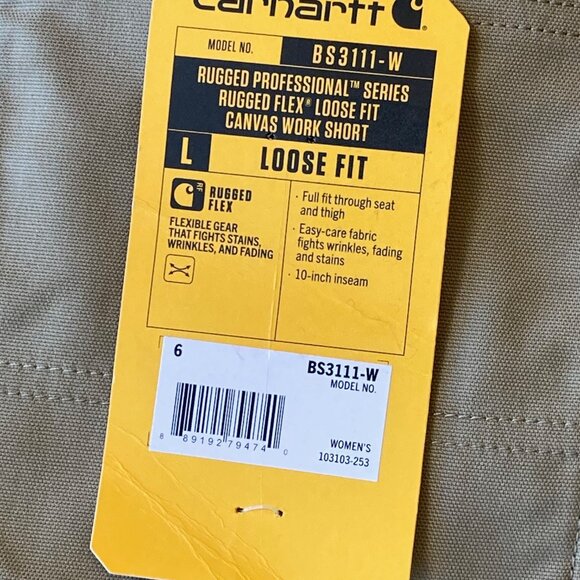 carhartt
MODEL NO. BS3111-W
RUGGED PROFESSIONAL™ SERIES
RUGGED FLEX® LOOSE FIT
CANVAS WORK SHORT
L LOOSE FIT
RF
RUGGED
FLEX
FLEXIBLE GEAR
THAT FIGHTS STAINS,
WRINKLES, AND FADING
· Full fit through seat
and thigh
· Easy-care fabric
fights wrinkles, fading
and stains
· 10-inch inseam
6
BS3111-W
MODEL NO.
8 89192 79474 0
WOMEN'S
103103-253